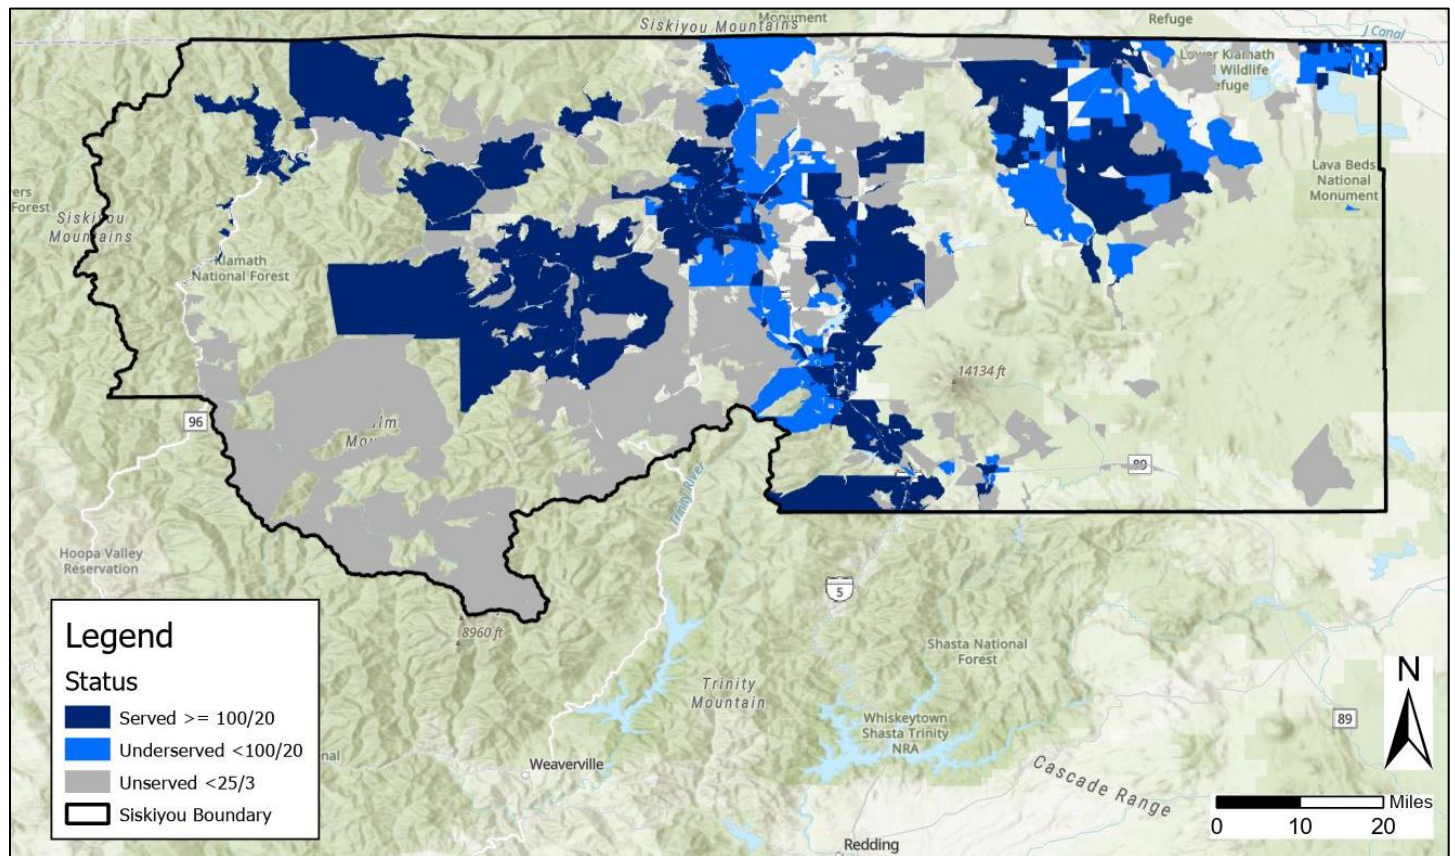 Siskiyou Mountains
Monument
Refuge
J Canal
Lower Klamath
Wildlife
Lava Beds
National
Monument
Forest
Siskiyou
Mountains
Klamath
National Forest
14134 ft
96
89
Trinity River
Hoopa Valley
Reservation
8960 ft
5
Shasta National
Forest
Trinity
Mountain
Whiskeytown
Shasta Trinity
NRA
89
Weaverville
Cascade Range
Redding
Legend
Status
Served >= 100/20
Underserved <100/20
Unserved <25/3
Siskiyou Boundary
N
Miles
0 10 20